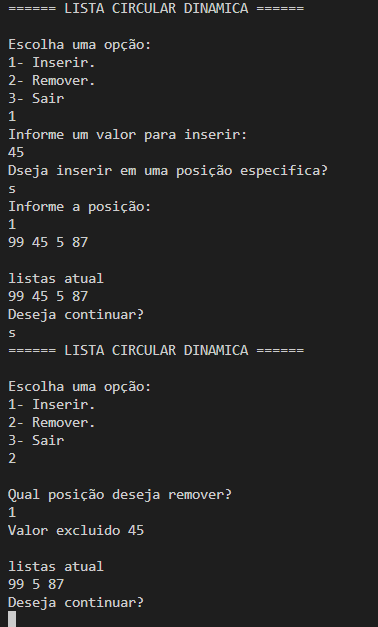 ====== LISTA CIRCULAR DINAMICA ======
Escolha uma opção:
1- Inserir.
2- Remover.
3- Sair
1
Informe um valor para inserir:
45
Dseja inserir em uma posição especifica?
s
Informe a posição:
1
99 45 5 87
listas atual
99 45 5 87
Deseja continuar?
s
====== LISTA CIRCULAR DINAMICA ======
Escolha uma opção:
1- Inserir.
2- Remover.
3- Sair
2
Qual posição deseja remover?
1
Valor excluido 45
listas atual
99 5 87
Deseja continuar?